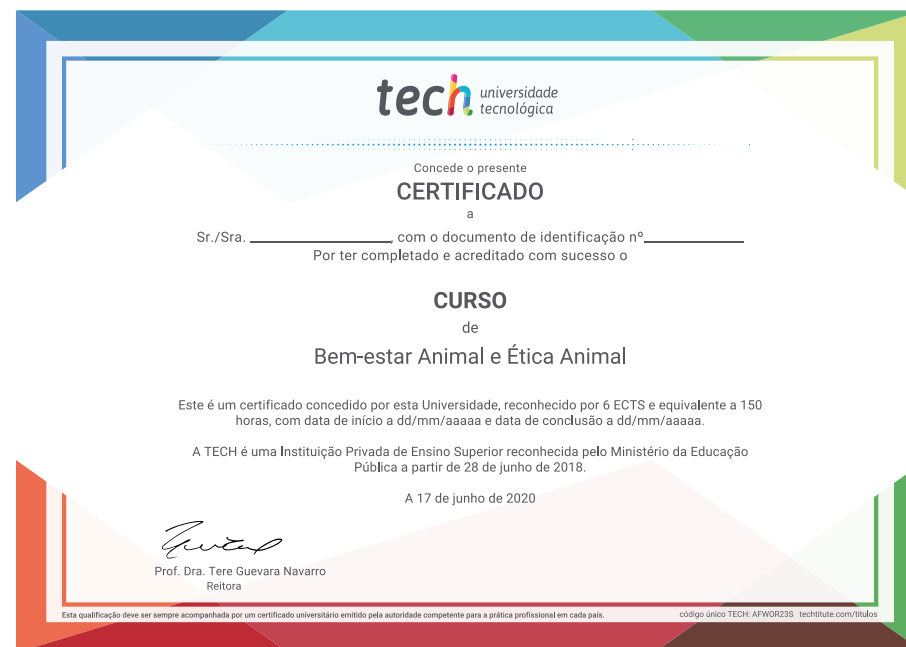 tech universidade
tecnológica
Concede o presente
CERTIFICADO
a
Sr./Sra. ________________, com o documento de identificação nº____________
Por ter completado e acreditado com sucesso o
CURSO
de
Bem-estar Animal e Ética Animal
Este é um certificado concedido por esta Universidade, reconhecido por 6 ECTS e equivalente a 150
horas, com data de início a dd/mm/aaaaa e data de conclusão a dd/mm/aaaaa.
A TECH é uma Instituição Privada de Ensino Superior reconhecida pelo Ministério da Educação
Pública a partir de 28 de junho de 2018.
A 17 de junho de 2020
Prof. Dra. Tere Guevara Navarro
Reitora
Esta qualificação deve ser sempre acompanhada por um certificado universitário emitido pela autoridade competente para a prática profissional em cada país.
código único TECH: AFWOR23S techtitute.com/titulos